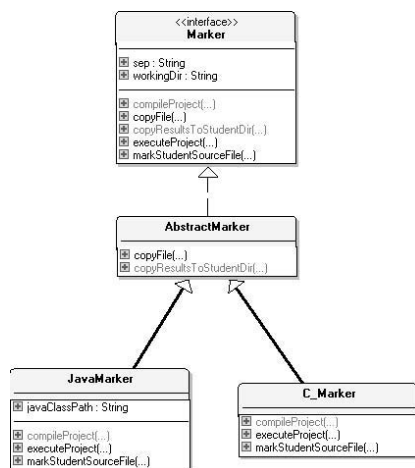 <<interface>>
Marker
sep : String
workingDir : String
compileProject(...)
copyFile(...)
copyResultsToStudentDir(...)
executeProject(...)
markStudentSourceFile(...)
AbstractMarker
copyFile(...)
copyResultsToStudentDir(...)
JavaMarker
javaClassPath : String
compileProject(...)
executeProject(...)
markStudentSourceFile(...)
C_Marker
compileProject(...)
executeProject(...)
markStudentSourceFile(...)